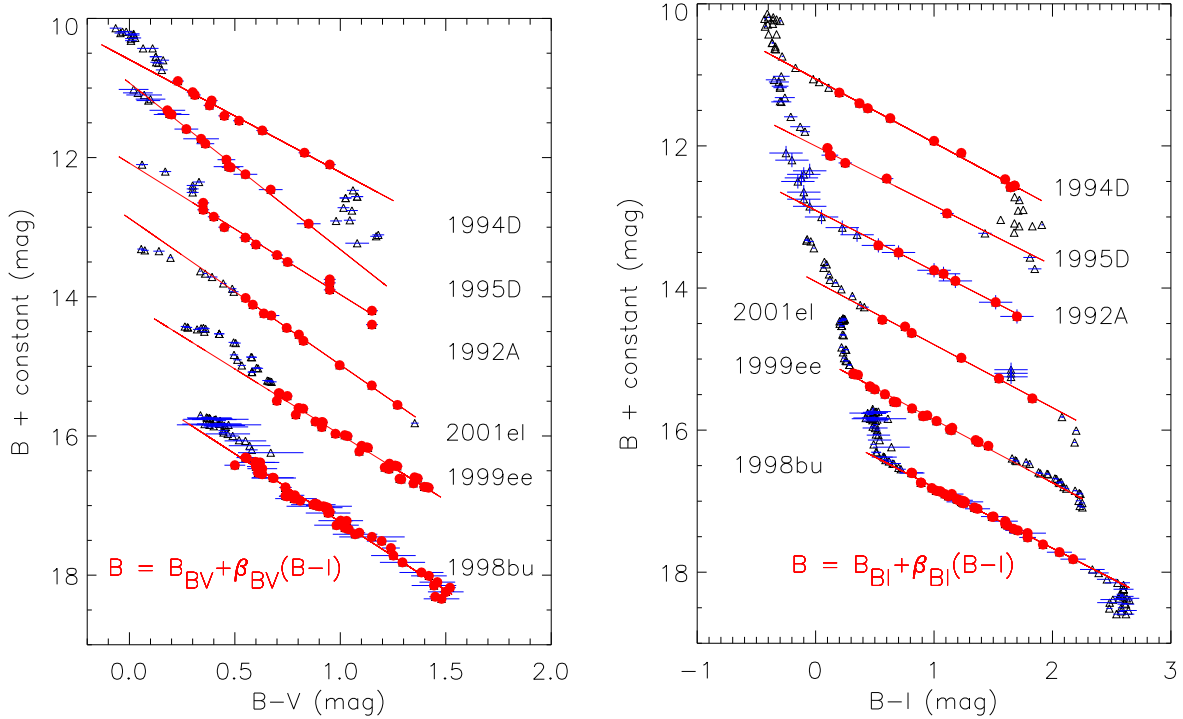 10
12
14
16
18
B + constant (mag)
1994D
1995D
1992A
2001el
1999ee
1998bu
B = B_BV+β_BV(B−I)
0.0 0.5 1.0 1.5 2.0
B−V (mag)
10
12
14
16
18
B + constant (mag)
1994D
1995D
2001el 1992A
1999ee
1998bu
B = B_BI+β_BI(B−I)
−1 0 1 2 3
B−I (mag)